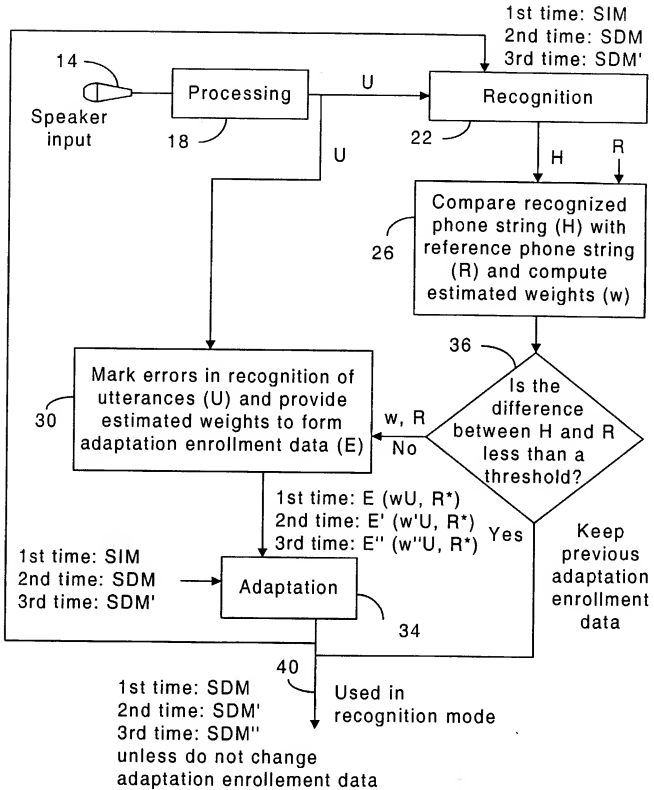 1st time: SIM
2nd time: SDM
3rd time: SDM'
14
Speaker
input
Processing
18
U
Recognition
22
U
H
R
Compare recognized
phone string (H) with
reference phone string
(R) and compute
estimated weights (w)
26
36
Is the
difference
between H and R
less than a
threshold?
w, R
No
Mark errors in recognition of
utterances (U) and provide
estimated weights to form
adaptation enrollment data (E)
30
1st time: E (wU, R*)
2nd time: E' (w'U, R*)
3rd time: E'' (w''U, R*)
Yes
Keep
previous
adaptation
enrollment
data
1st time: SIM
2nd time: SDM
3rd time: SDM'
Adaptation
34
40
Used in
recognition mode
1st time: SDM
2nd time: SDM'
3rd time: SDM''
unless do not change
adaptation enrollement data